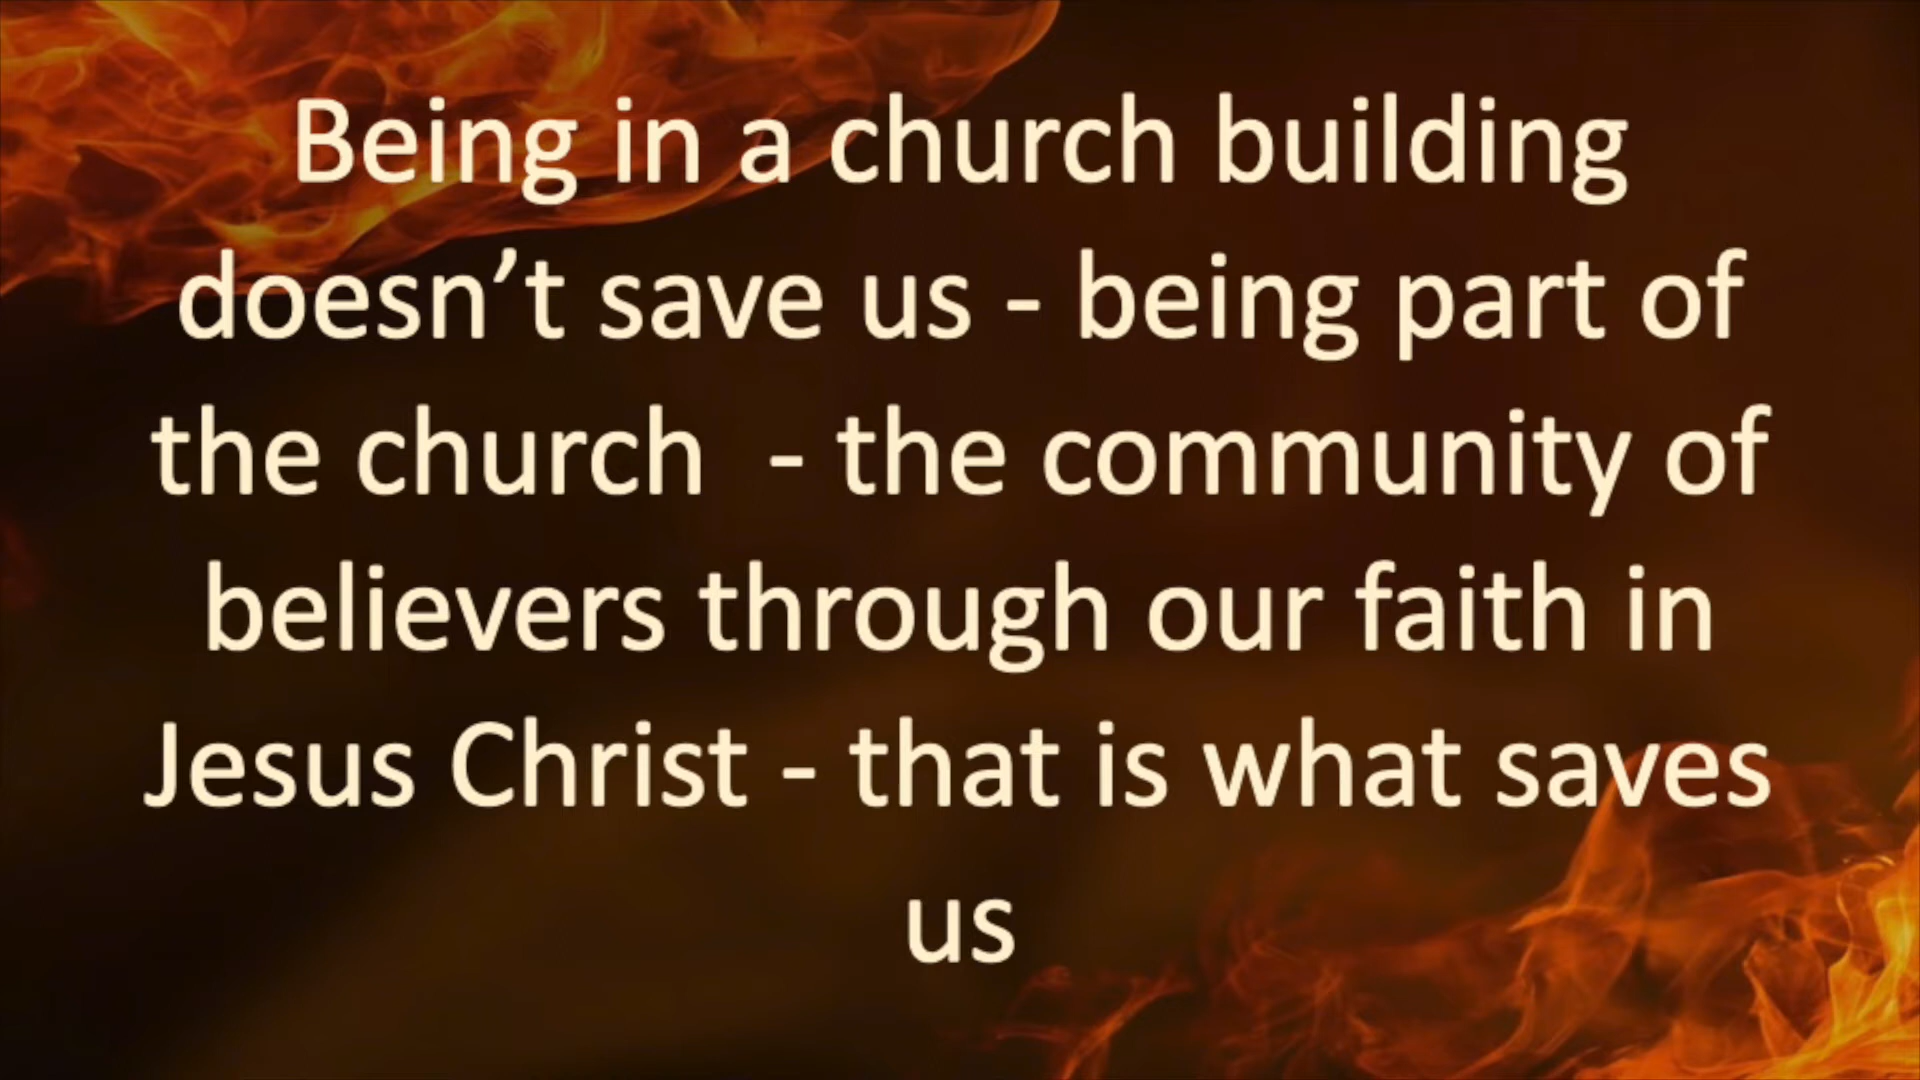 Being in a church building
doesn’t save us - being part of
the church  - the community of
believers through our faith in
Jesus Christ - that is what saves
us